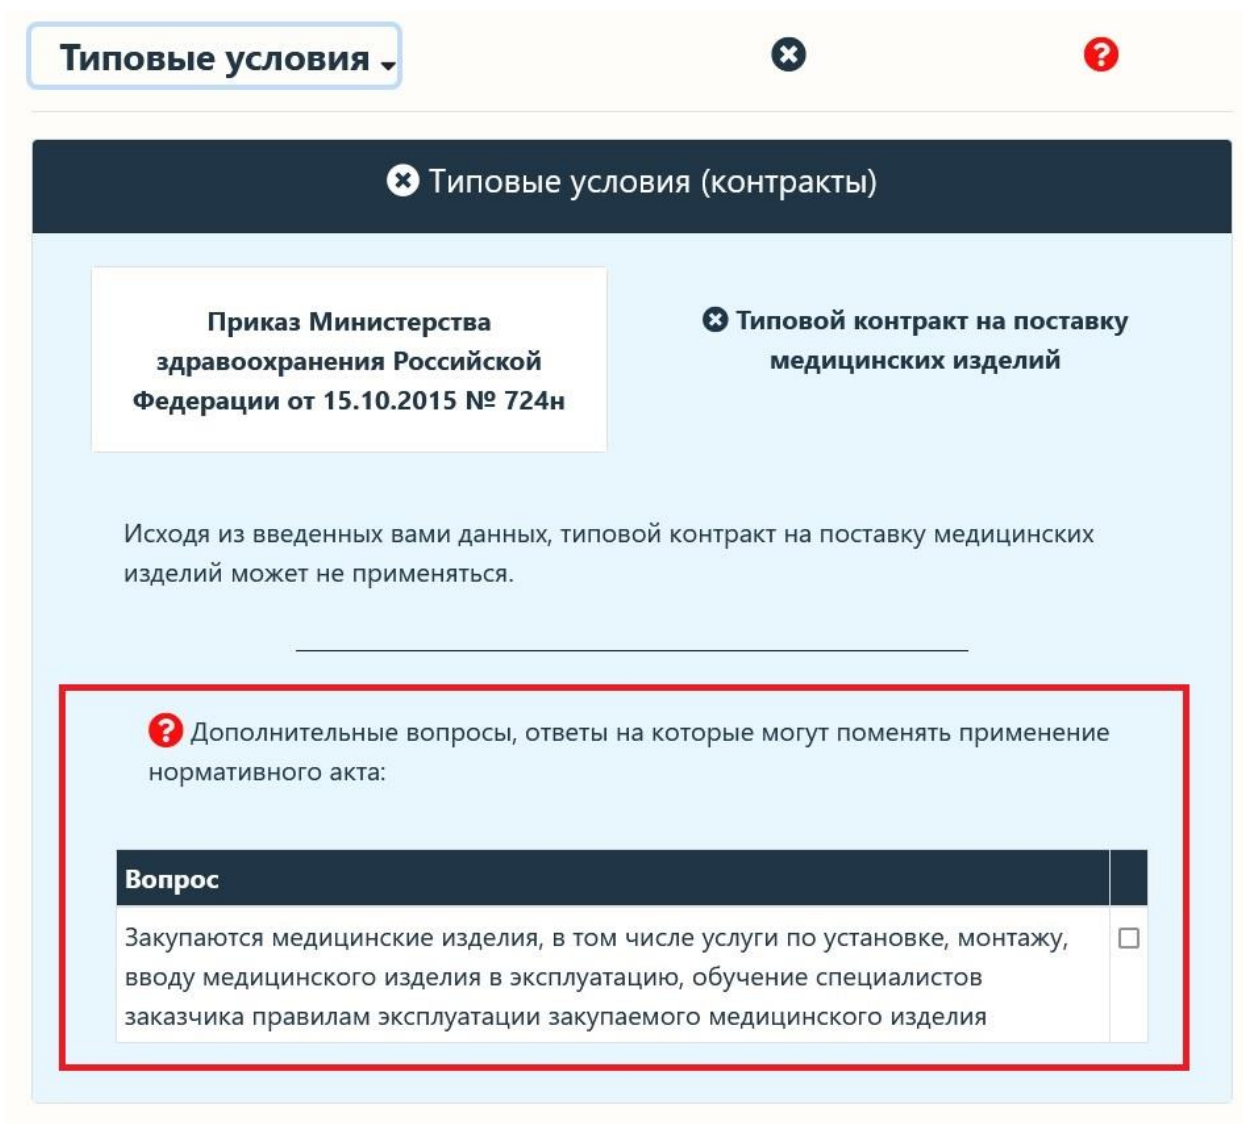 Типовые условия
Типовые условия (контракты)
Приказ Министерства
здравоохранения Российской
Федерации от 15.10.2015 № 724н
Типовой контракт на поставку
медицинских изделий
Исходя из введенных вами данных, типовой контракт на поставку медицинских
изделий может не применяться.
Дополнительные вопросы, ответы на которые могут поменять применение
нормативного акта:
Вопрос
Закупаются медицинские изделия, в том числе услуги по установке, монтажу,
вводу медицинского изделия в эксплуатацию, обучение специалистов
заказчика правилам эксплуатации закупаемого медицинского изделия